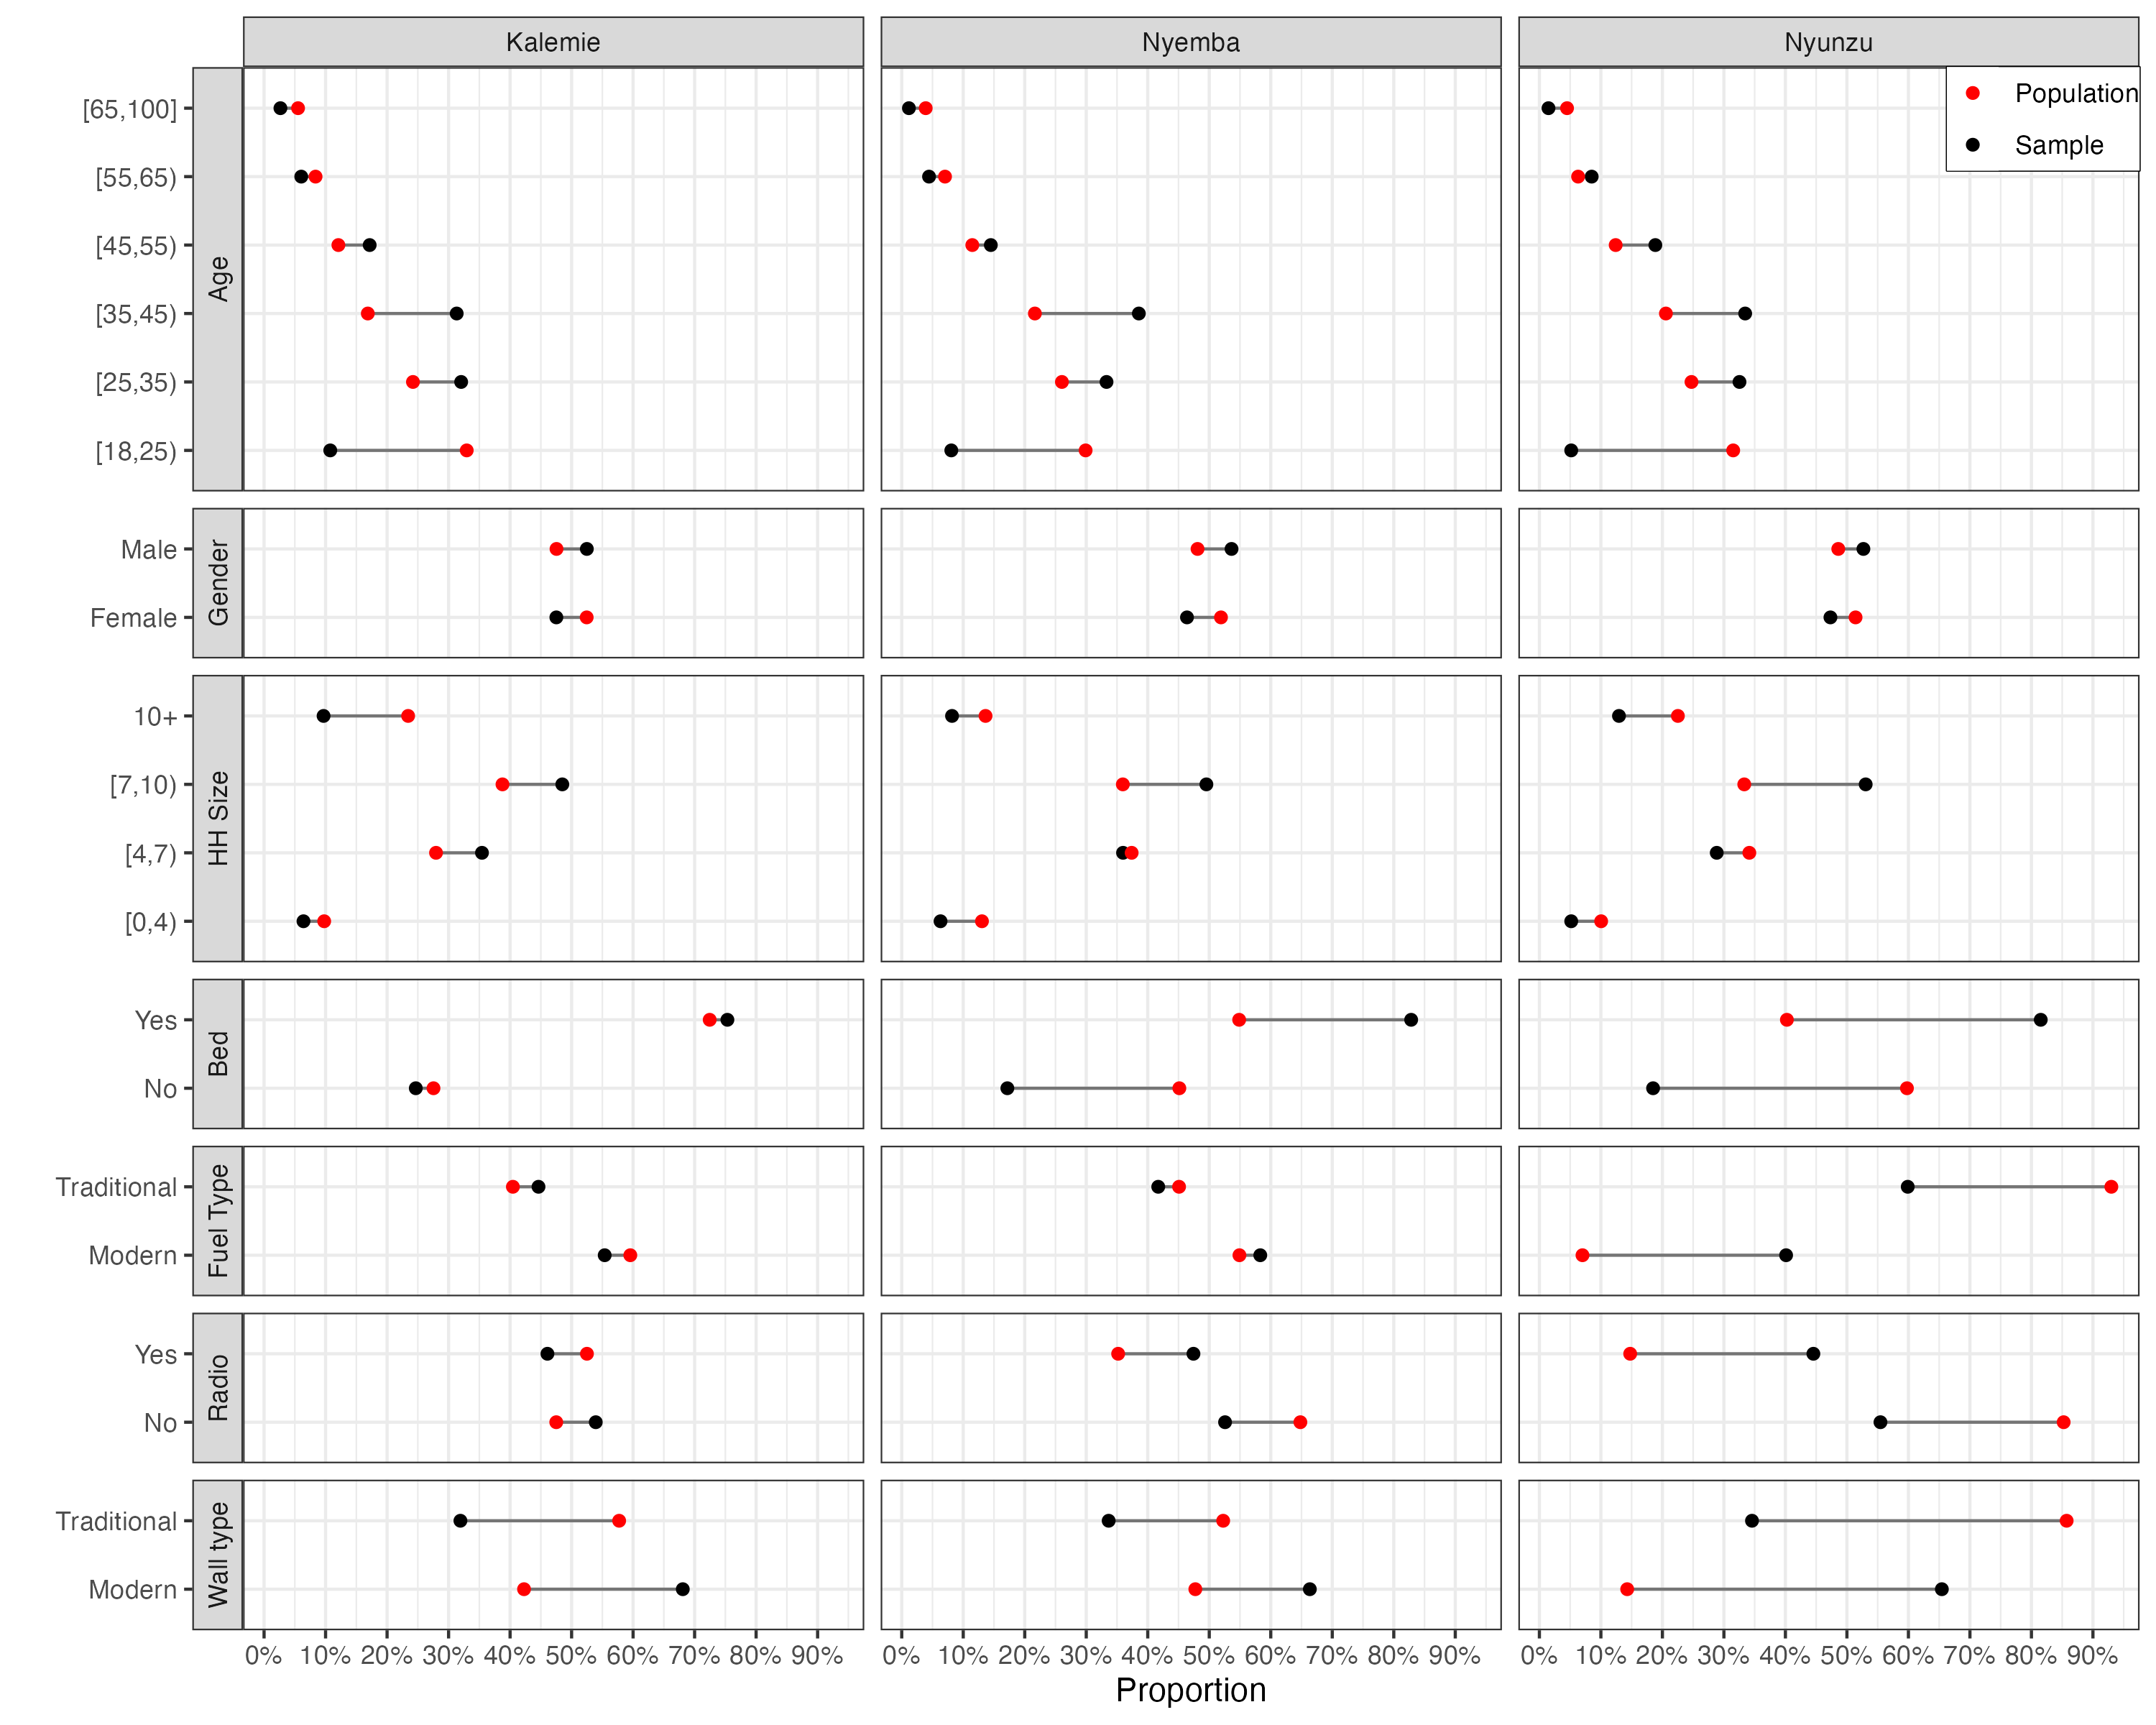 Kalemie Nyemba Nyunzu
Population
Sample
Age
[65,100]
[55,65)
[45,55)
[35,45)
[25,35)
[18,25)
Gender
Male
Female
HH Size
10+
[7,10)
[4,7)
[0,4)
Bed
Yes
No
Fuel Type
Traditional
Modern
Radio
Yes
No
Wall type
Traditional
Modern
0% 10% 20% 30% 40% 50% 60% 70% 80% 90% 0% 10% 20% 30% 40% 50% 60% 70% 80% 90% 0% 10% 20% 30% 40% 50% 60% 70% 80% 90%
Proportion